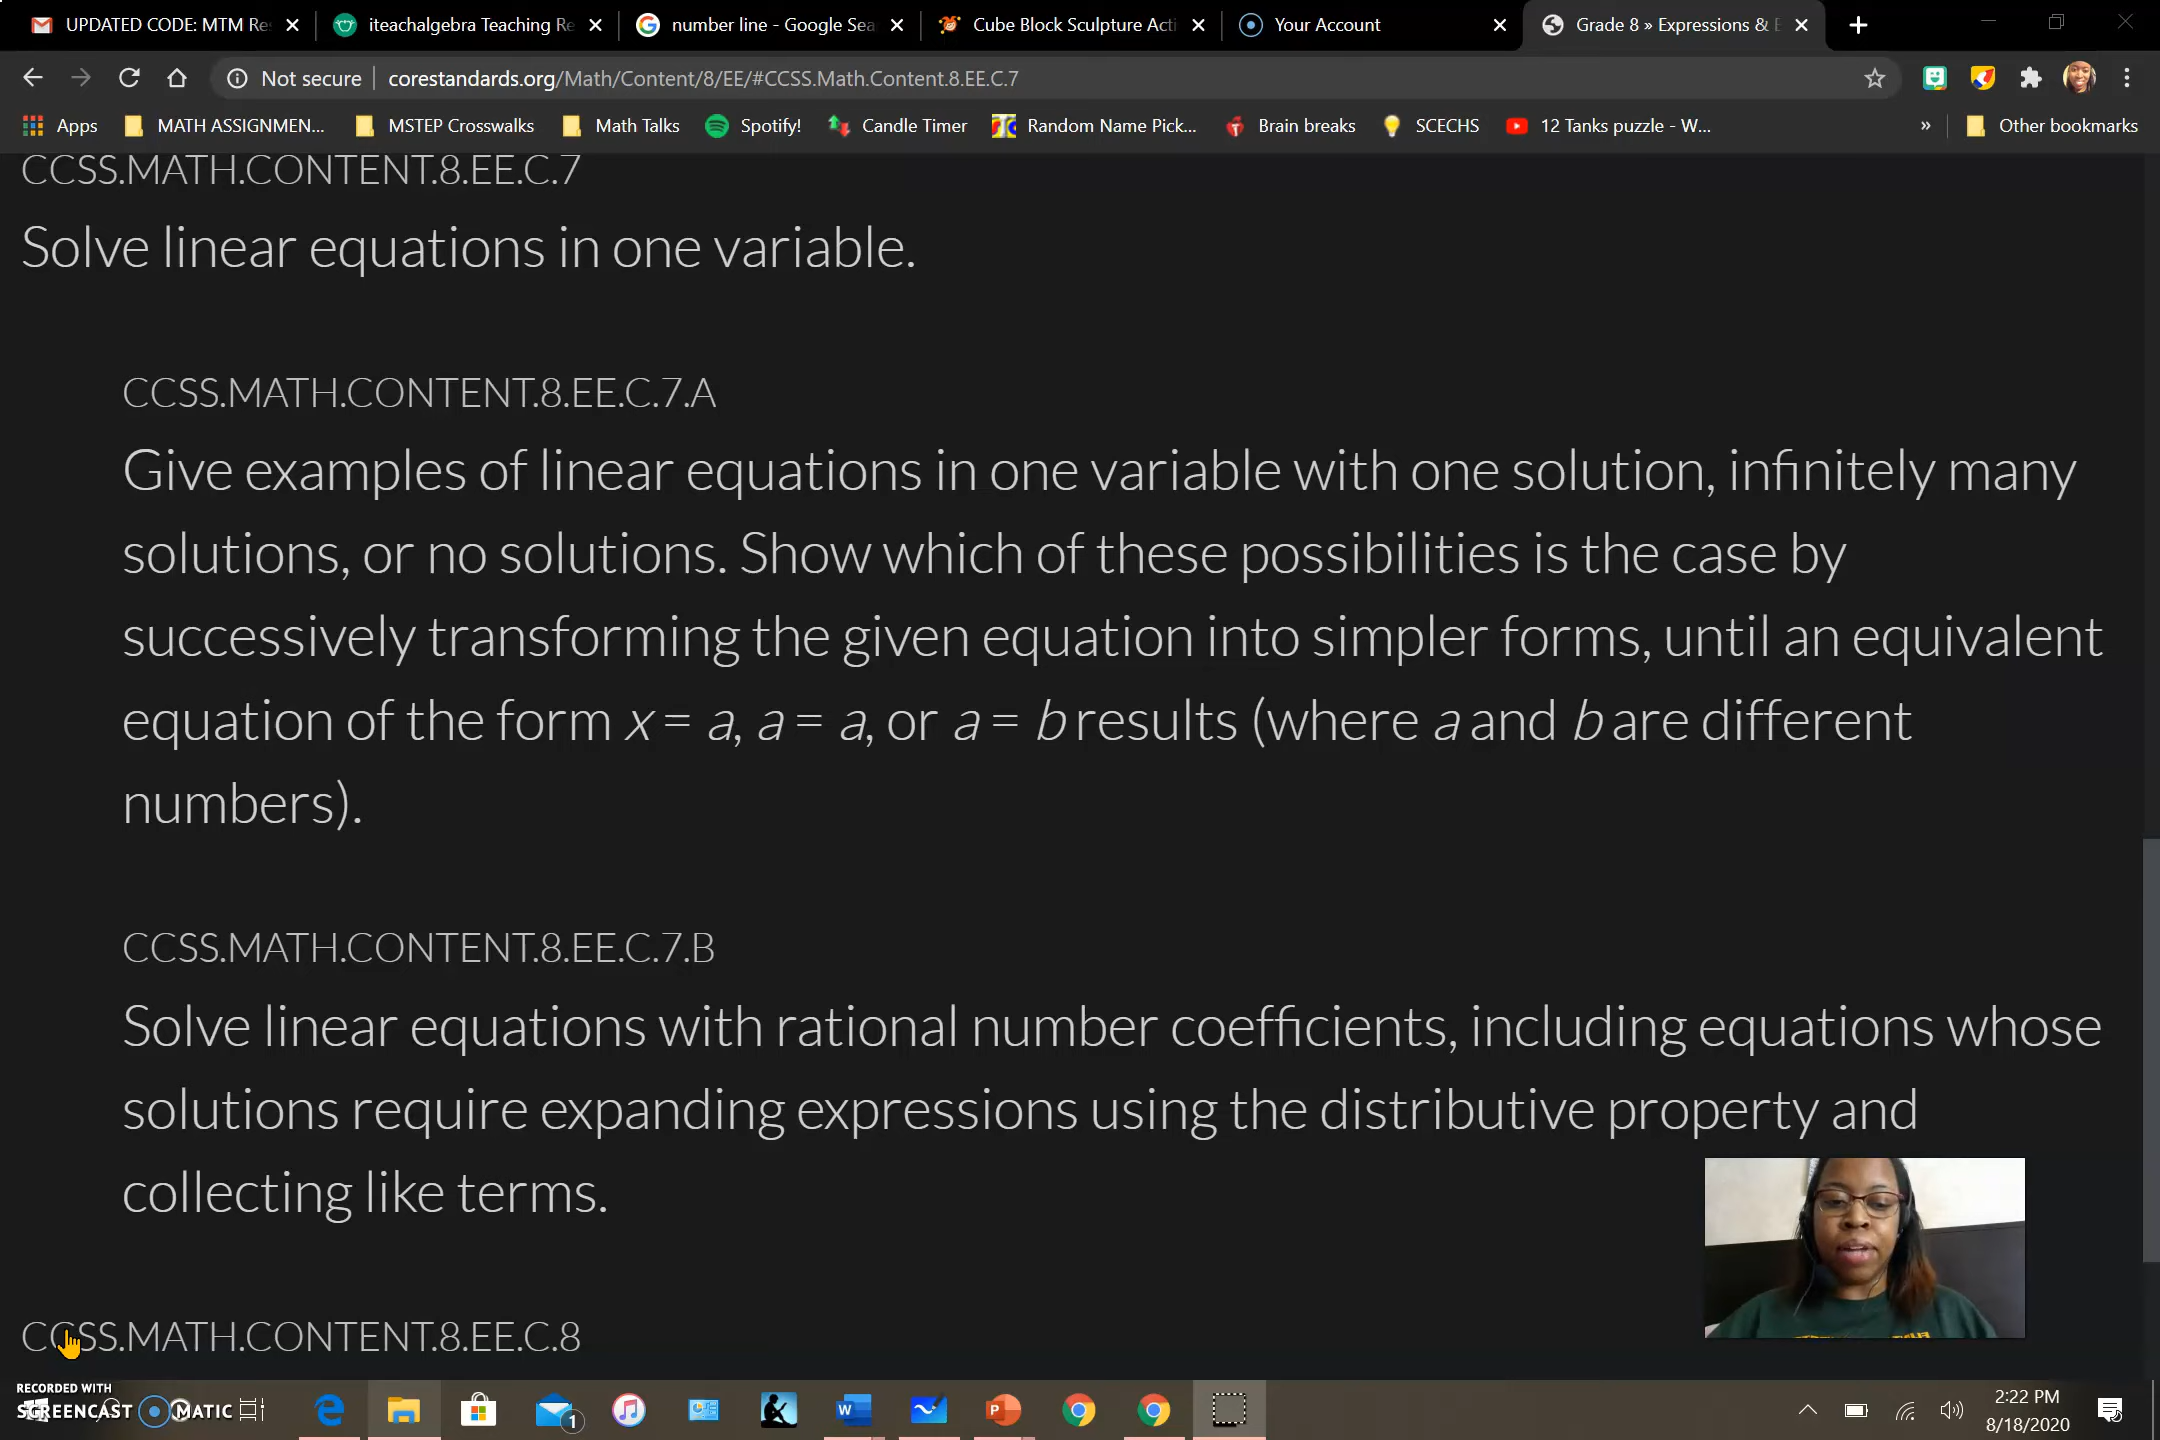 UPDATED CODE: MTM Re
iteachalgebra Teaching Re
number line - Google Sea
Cube Block Sculpture Acti
Your Account
Grade 8 » Expressions & E
Not secure
corestandards.org/Math/Content/8/EE/#CCSS.Math.Content.8.EE.C.7
Apps
MATH ASSIGNMEN...
MSTEP Crosswalks
Math Talks
Spotify!
Candle Timer
Random Name Pick...
Brain breaks
SCECHS
12 Tanks puzzle - W...
»
Other bookmarks
CCSS.MATH.CONTENT.8.EE.C.7
Solve linear equations in one variable.
CCSS.MATH.CONTENT.8.EE.C.7.A
Give examples of linear equations in one variable with one solution, infinitely many
solutions, or no solutions. Show which of these possibilities is the case by
successively transforming the given equation into simpler forms, until an equivalent
equation of the form x = a, a = a, or a = b results (where a and b are different
numbers).
CCSS.MATH.CONTENT.8.EE.C.7.B
Solve linear equations with rational number coefficients, including equations whose
solutions require expanding expressions using the distributive property and
collecting like terms.
CCSS.MATH.CONTENT.8.EE.C.8
RECORDED WITH
SCREENCAST MATIC
1
2:22 PM
8/18/2020